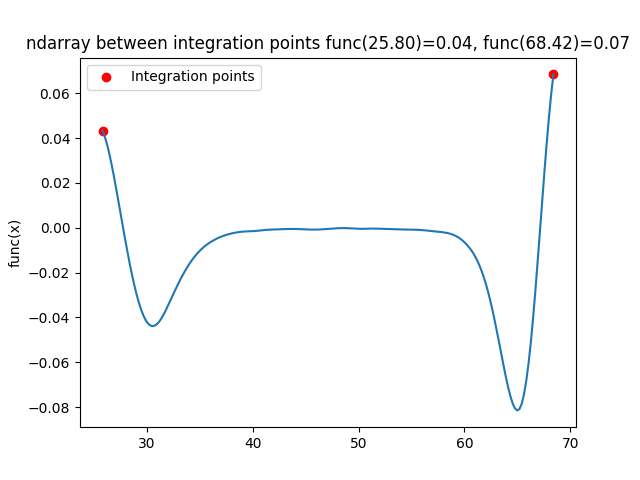 ndarray between integration points func(25.80)=0.04, func(68.42)=0.07
Integration points
func(x)
0.06
0.04
0.02
0.00
−0.02
−0.04
−0.06
−0.08
30 40 50 60 70